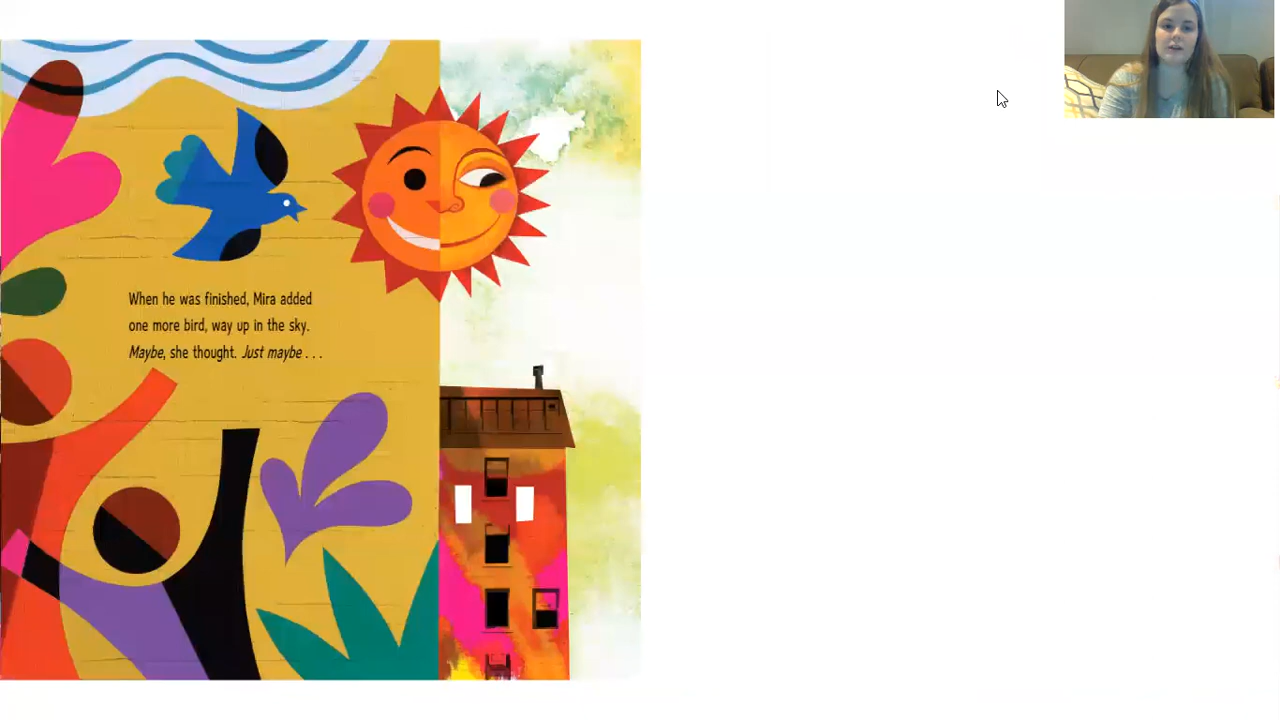 When he was finished, Mira added
one more bird, way up in the sky.
Maybe, she thought. Just maybe . . .